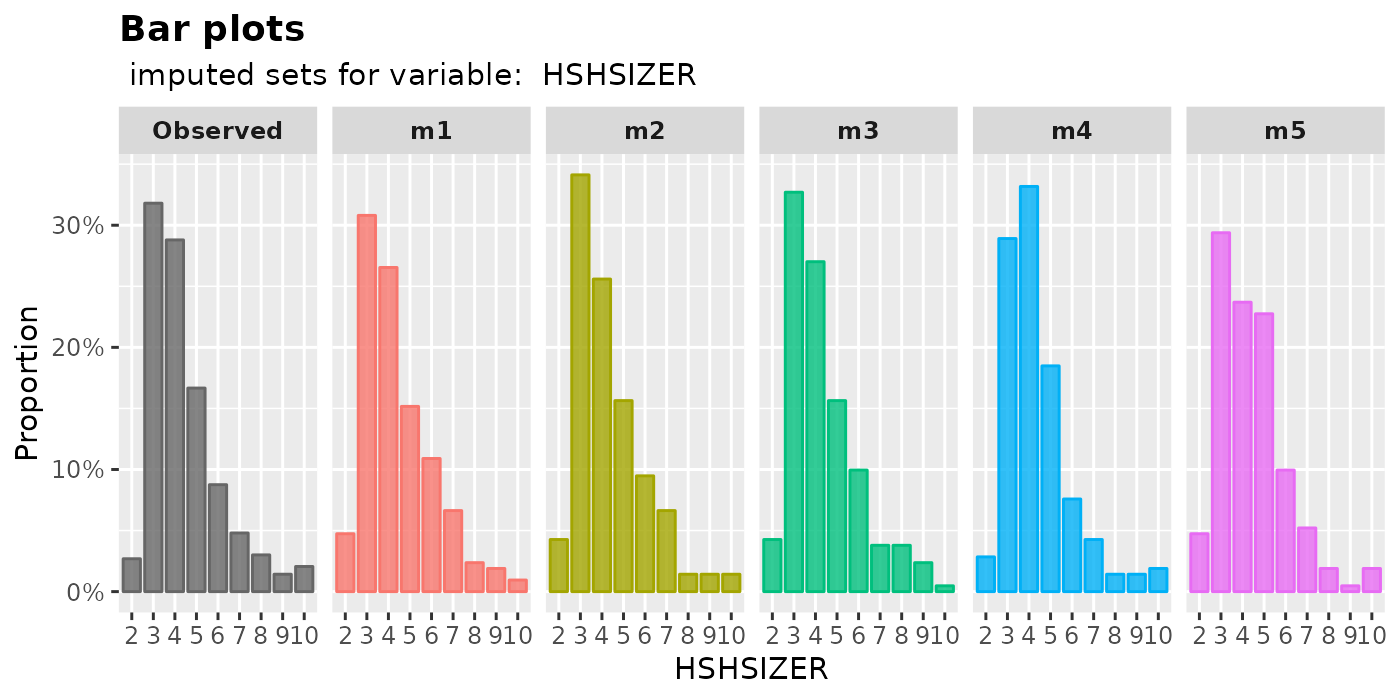 Bar plots
imputed sets for variable: HSHSIZER
Observed m1 m2 m3 m4 m5
30%
20%
10%
0%
Proportion
2 3 4 5 6 7 8 9 10 2 3 4 5 6 7 8 9 10 2 3 4 5 6 7 8 9 10 2 3 4 5 6 7 8 9 10 2 3 4 5 6 7 8 9 10 2 3 4 5 6 7 8 9 10
HSHSIZER